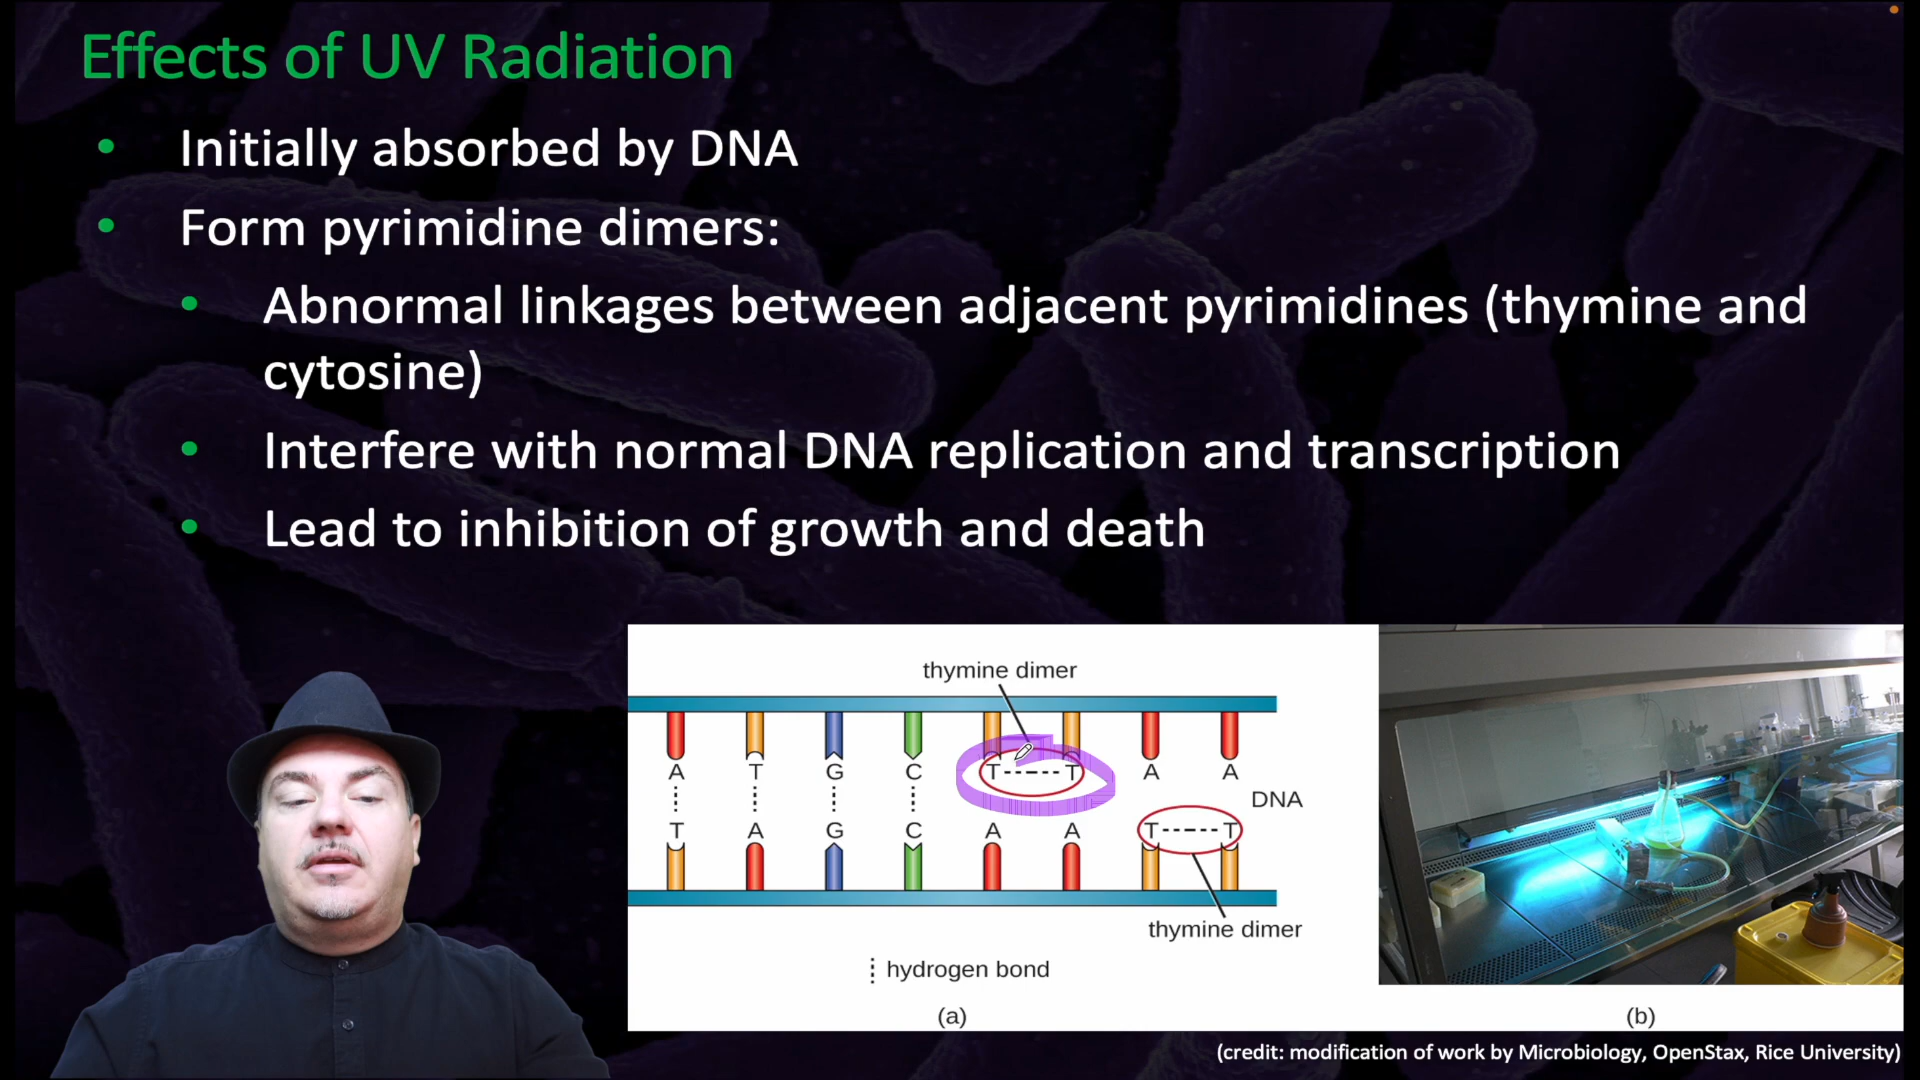 Effects of UV Radiation
• Initially absorbed by DNA
• Form pyrimidine dimers:
• Abnormal linkages between adjacent pyrimidines (thymine and
cytosine)
• Interfere with normal DNA replication and transcription
• Lead to inhibition of growth and death
thymine dimer
A T G C T T A A
DNA
T A G C A A T T
thymine dimer
hydrogen bond
(a)
(b)
(credit: modification of work by Microbiology, OpenStax, Rice University)